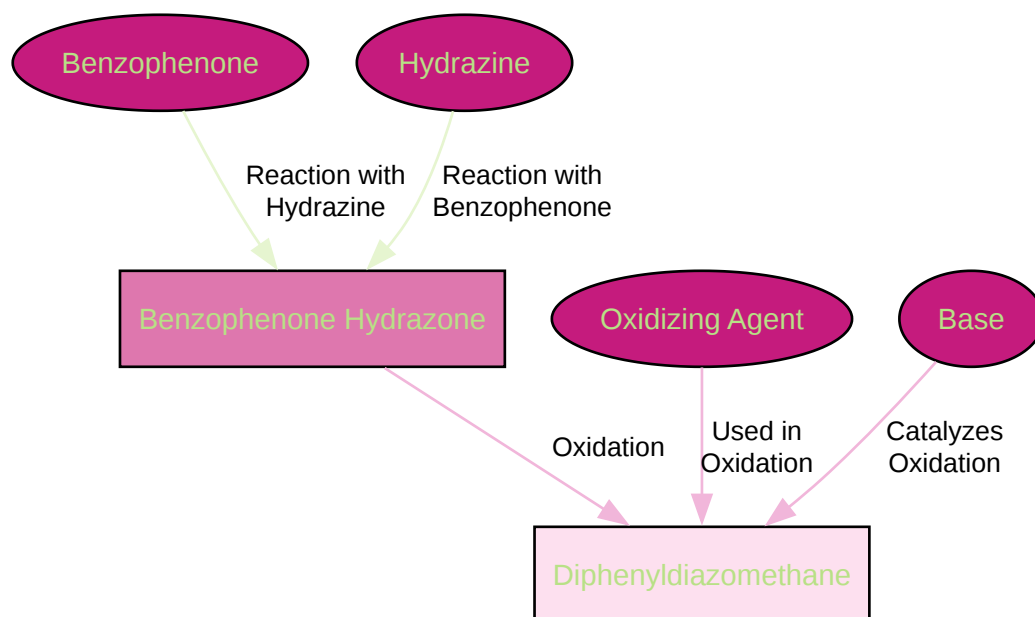 Benzophenone
Hydrazine
Reaction with
Hydrazine
Reaction with
Benzophenone
Benzophenone Hydrazone
Oxidizing Agent
Base
Oxidation
Used in
Oxidation
Catalyzes
Oxidation
Diphenyldiazomethane